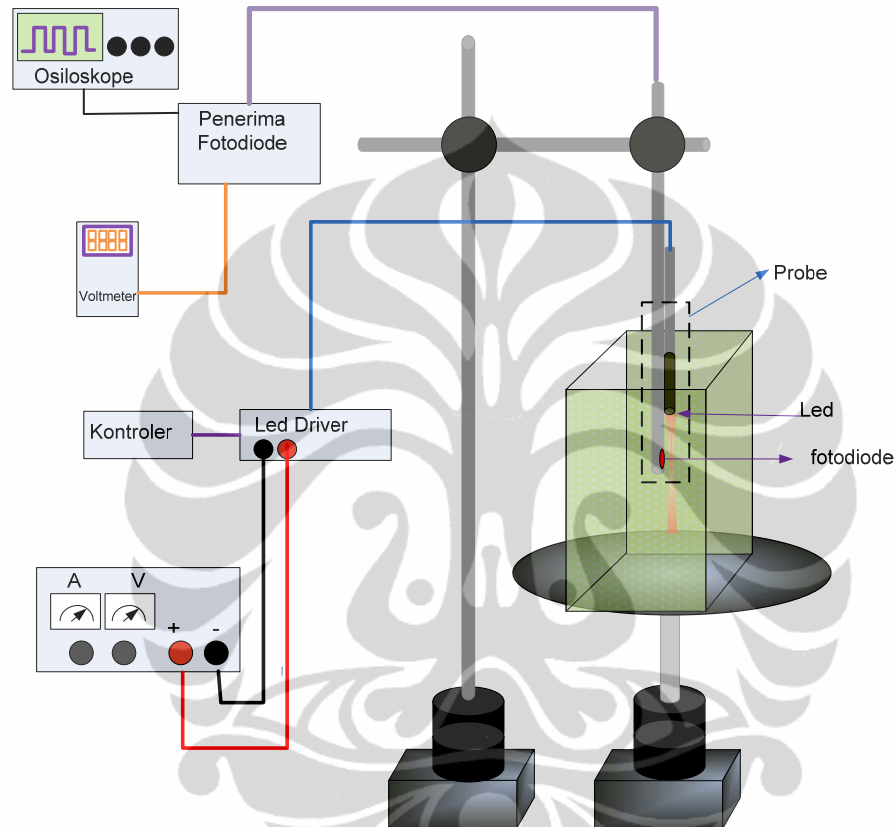 Osiloskope
Penerima
Fotodiode
Voltmeter
Probe
Led
fotodiode
Kontroler
Led Driver
A
V
+
-